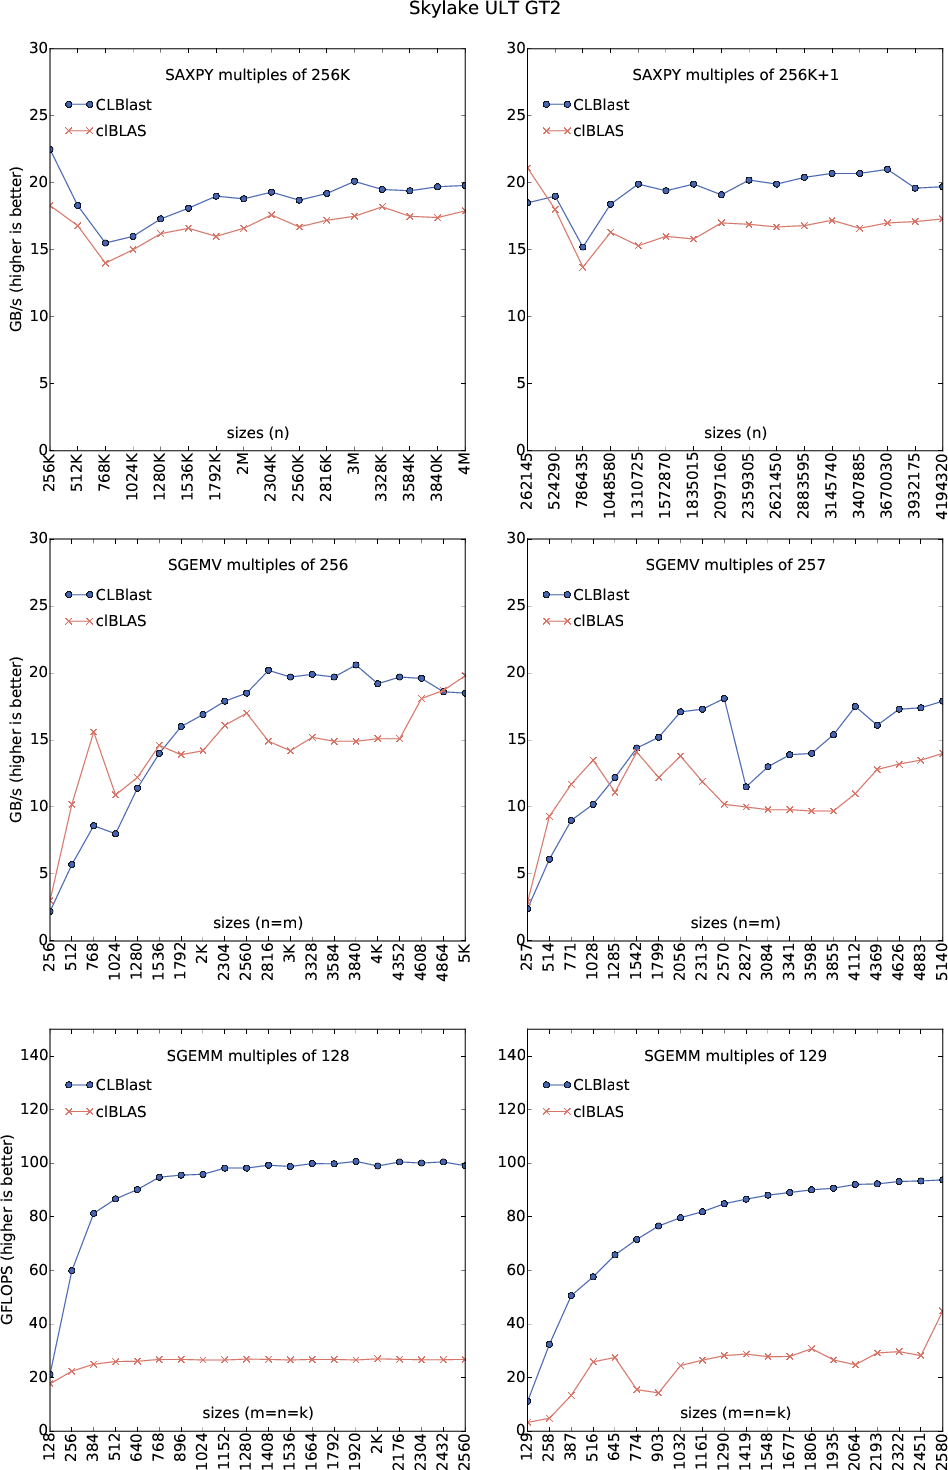 Skylake ULT GT2
SAXPY multiples of 256K
CLBlast
clBLAS
GB/s (higher is better)
30
25
20
15
10
5
0
sizes (n)
256K 512K 768K 1024K 1280K 1536K 1792K 2M 2304K 2560K 2816K 3M 3328K 3584K 3840K 4M
SAXPY multiples of 256K+1
CLBlast
clBLAS
30
25
20
15
10
5
0
sizes (n)
262145 524290 786435 1048580 1310725 1572870 1835015 2097160 2359305 2621450 2883595 3145740 3407885 3670030 3932175 4194320
SGEMV multiples of 256
CLBlast
clBLAS
GB/s (higher is better)
30
25
20
15
10
5
0
sizes (n=m)
256 512 768 1024 1280 1536 1792 2K 2304 2560 2816 3K 3328 3584 3840 4K 4352 4608 4864 5K
SGEMV multiples of 257
CLBlast
clBLAS
30
25
20
15
10
5
0
sizes (n=m)
257 514 771 1028 1285 1542 1799 2056 2313 2570 2827 3084 3341 3598 3855 4112 4369 4626 4883 5140
SGEMM multiples of 128
CLBlast
clBLAS
GFLOPS (higher is better)
140
120
100
80
60
40
20
0
sizes (m=n=k)
128 256 384 512 640 768 896 1024 1152 1280 1408 1536 1664 1792 1920 2K 2176 2304 2432 2560
SGEMM multiples of 129
CLBlast
clBLAS
140
120
100
80
60
40
20
0
sizes (m=n=k)
129 258 387 516 645 774 903 1032 1161 1290 1419 1548 1677 1806 1935 2064 2193 2322 2451 2580